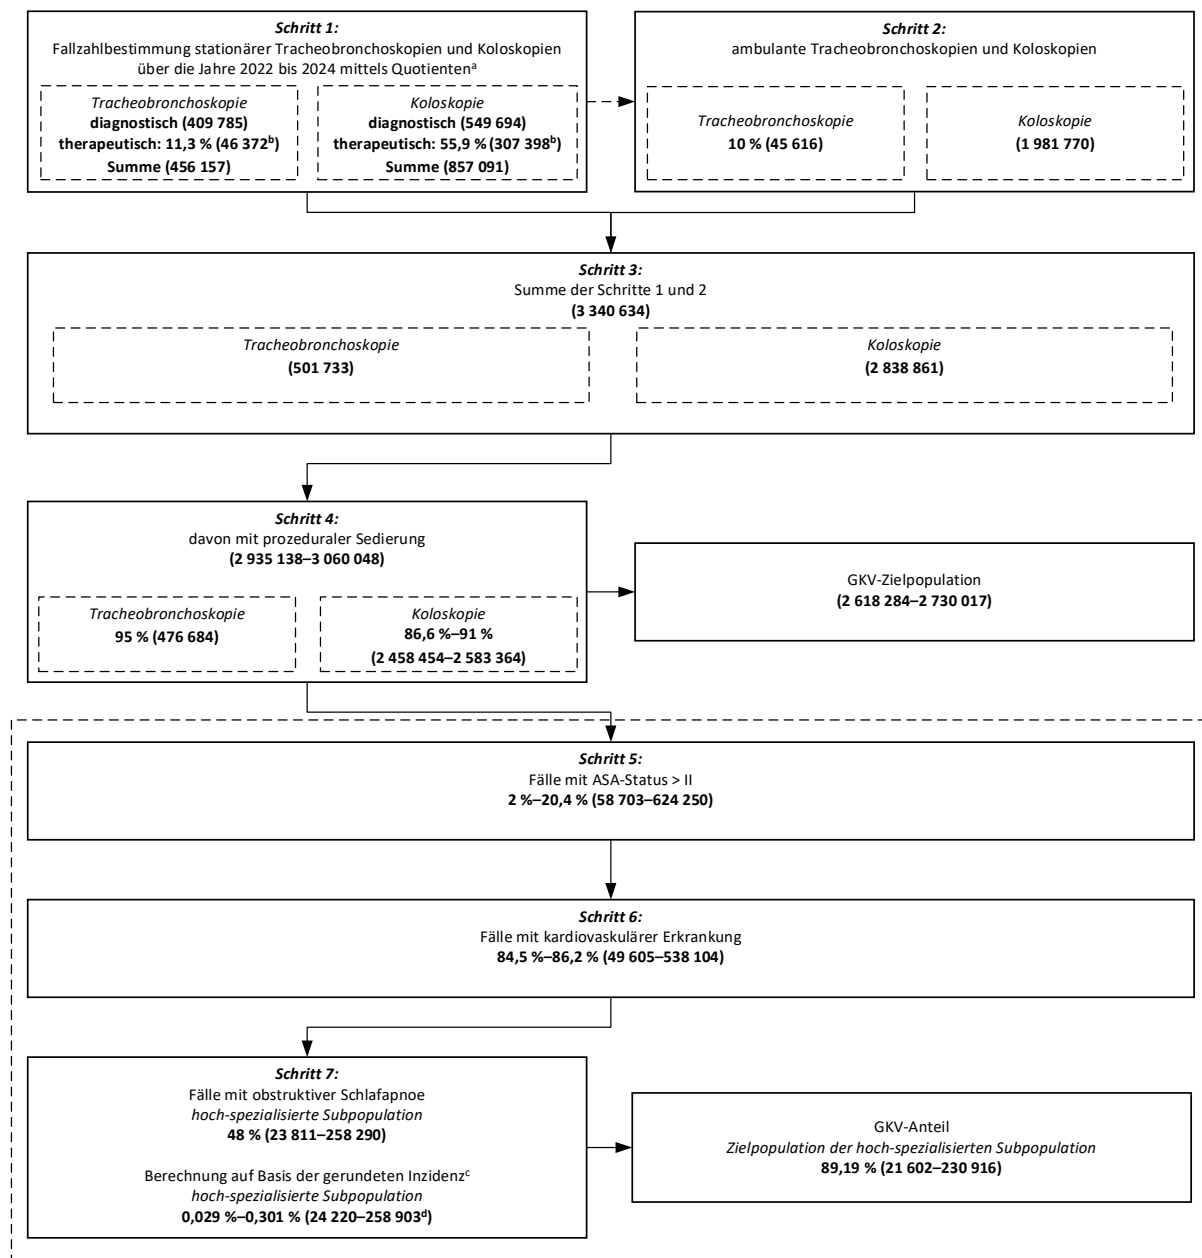 Schritt 1:
Fallzahlbestimmung stationärer Tracheobronchoskopien und Koloskopien
über die Jahre 2022 bis 2024 mittels Quotientenᵃ
Tracheobronchoskopie
diagnostisch (409 785)
therapeutisch: 11,3 % (46 372ᵇ)
Summe (456 157)
Koloskopie
diagnostisch (549 694)
therapeutisch: 55,9 % (307 398ᵇ)
Summe (857 091)
Schritt 2:
ambulante Tracheobronchoskopien und Koloskopien
Tracheobronchoskopie
10 % (45 616)
Koloskopie
(1 981 770)
Schritt 3:
Summe der Schritte 1 und 2
(3 340 634)
Tracheobronchoskopie
(501 733)
Koloskopie
(2 838 861)
Schritt 4:
davon mit prozeduraler Sedierung
(2 935 138–3 060 048)
Tracheobronchoskopie
95 % (476 684)
Koloskopie
86,6 %–91 %
(2 458 454–2 583 364)
GKV-Zielpopulation
(2 618 284–2 730 017)
Schritt 5:
Fälle mit ASA-Status > II
2 %–20,4 % (58 703–624 250)
Schritt 6:
Fälle mit kardiovaskulärer Erkrankung
84,5 %–86,2 % (49 605–538 104)
Schritt 7:
Fälle mit obstruktiver Schlafapnoe
hoch-spezialisierte Subpopulation
48 % (23 811–258 290)
Berechnung auf Basis der gerundeten Inzidenzᶜ
hoch-spezialisierte Subpopulation
0,029 %–0,301 % (24 220–258 903ᵈ)
GKV-Anteil
Zielpopulation der hoch-spezialisierten Subpopulation
89,19 % (21 602–230 916)